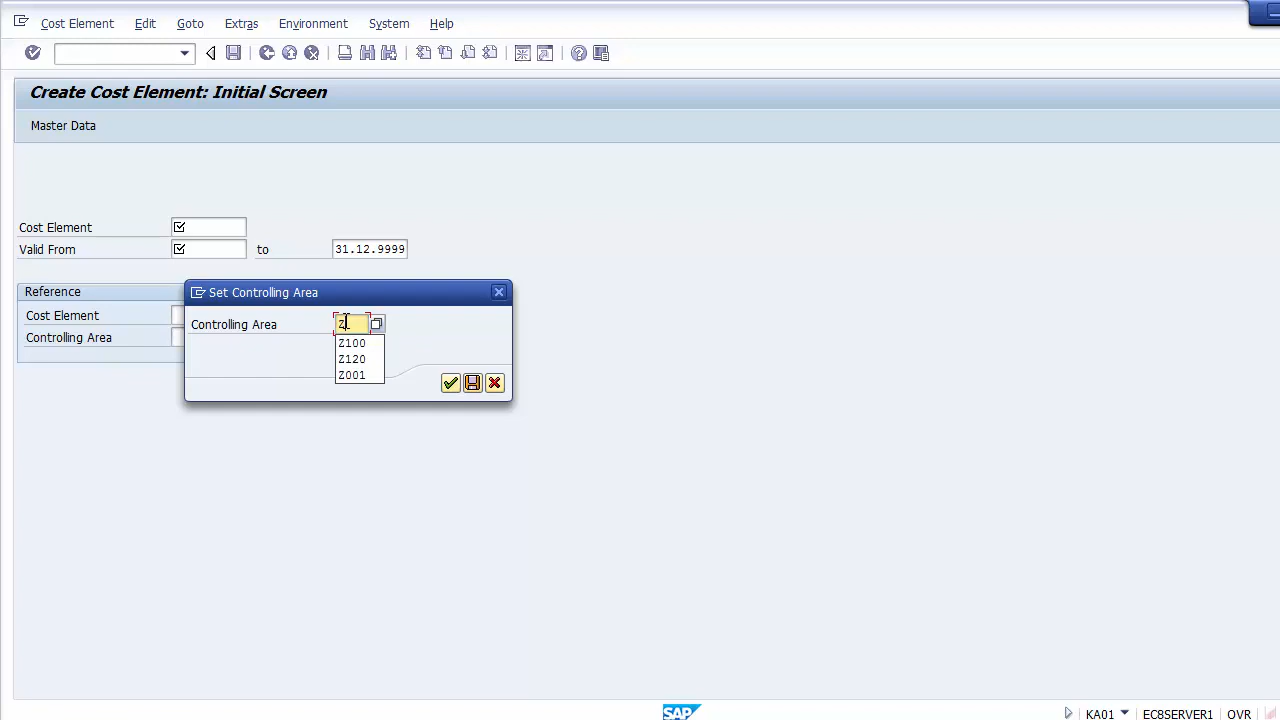 Cost Element Edit Goto Extras Environment System Help
Create Cost Element: Initial Screen
Master Data
Cost Element
Valid From to 31.12.9999
Reference
Cost Element
Controlling Area
Set Controlling Area
Controlling Area Z
Z100
Z120
Z001
SAP KA01 EC8SERVER1 OVR